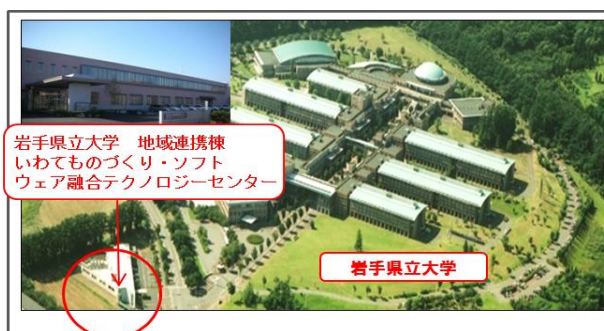 岩手県立大学 地域連携棟
いわてものづくり・ソフト
ウェア融合テクノロジーセンター
岩手県立大学